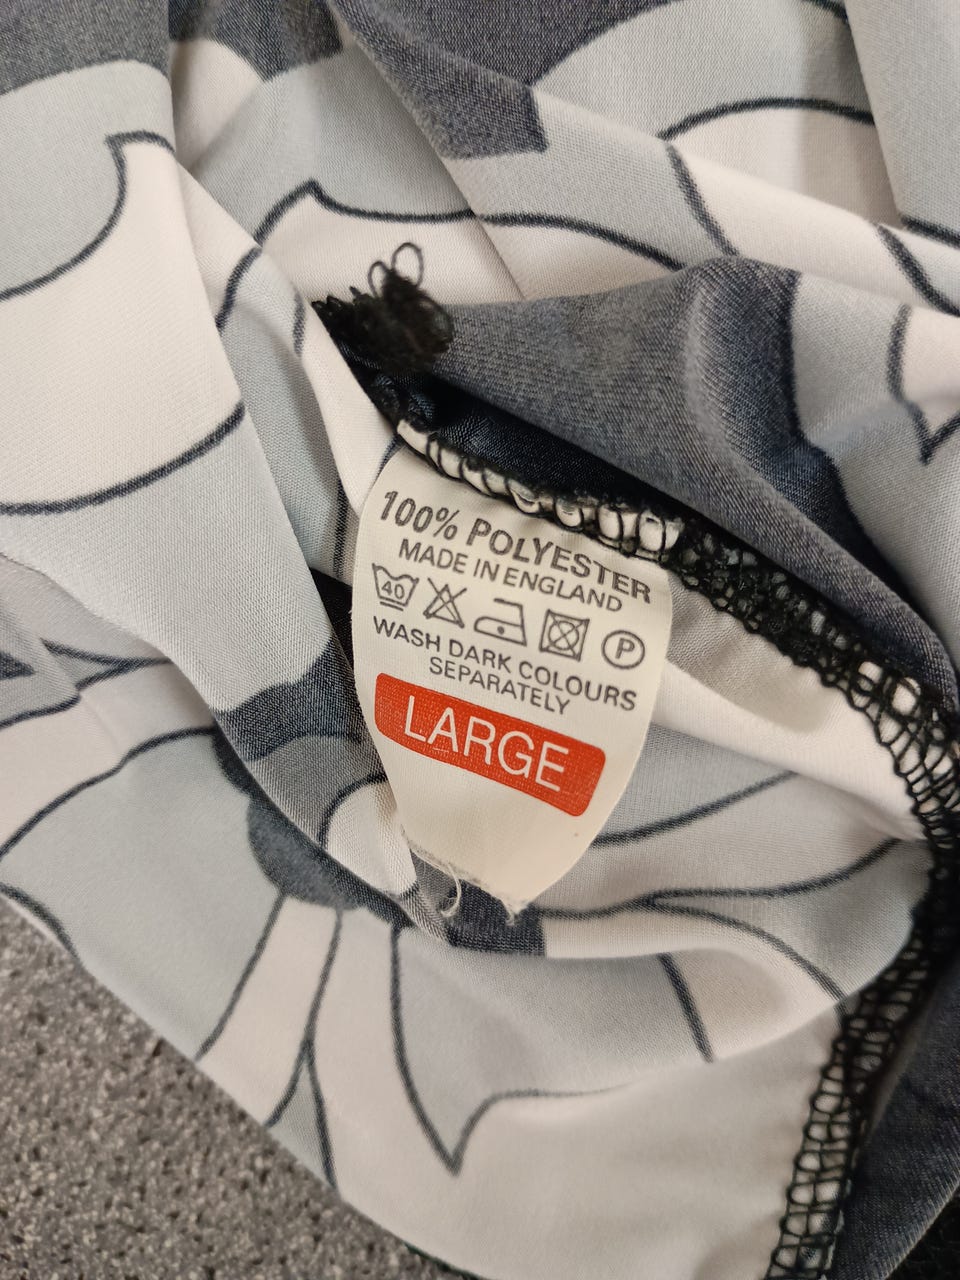 100% POLYESTER
MADE IN ENGLAND
40 P
WASH DARK COLOURS
SEPARATELY
LARGE